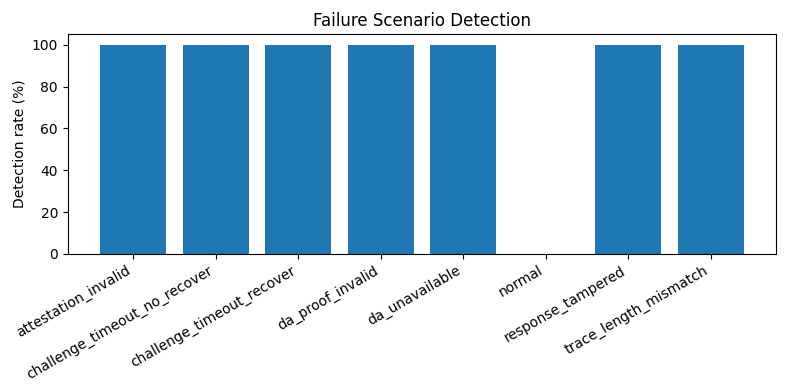 Failure Scenario Detection
Detection rate (%)
100
80
60
40
20
0
attestation_invalid
challenge_timeout_no_recover
challenge_timeout_recover
da_proof_invalid
da_unavailable
normal
response_tampered
trace_length_mismatch